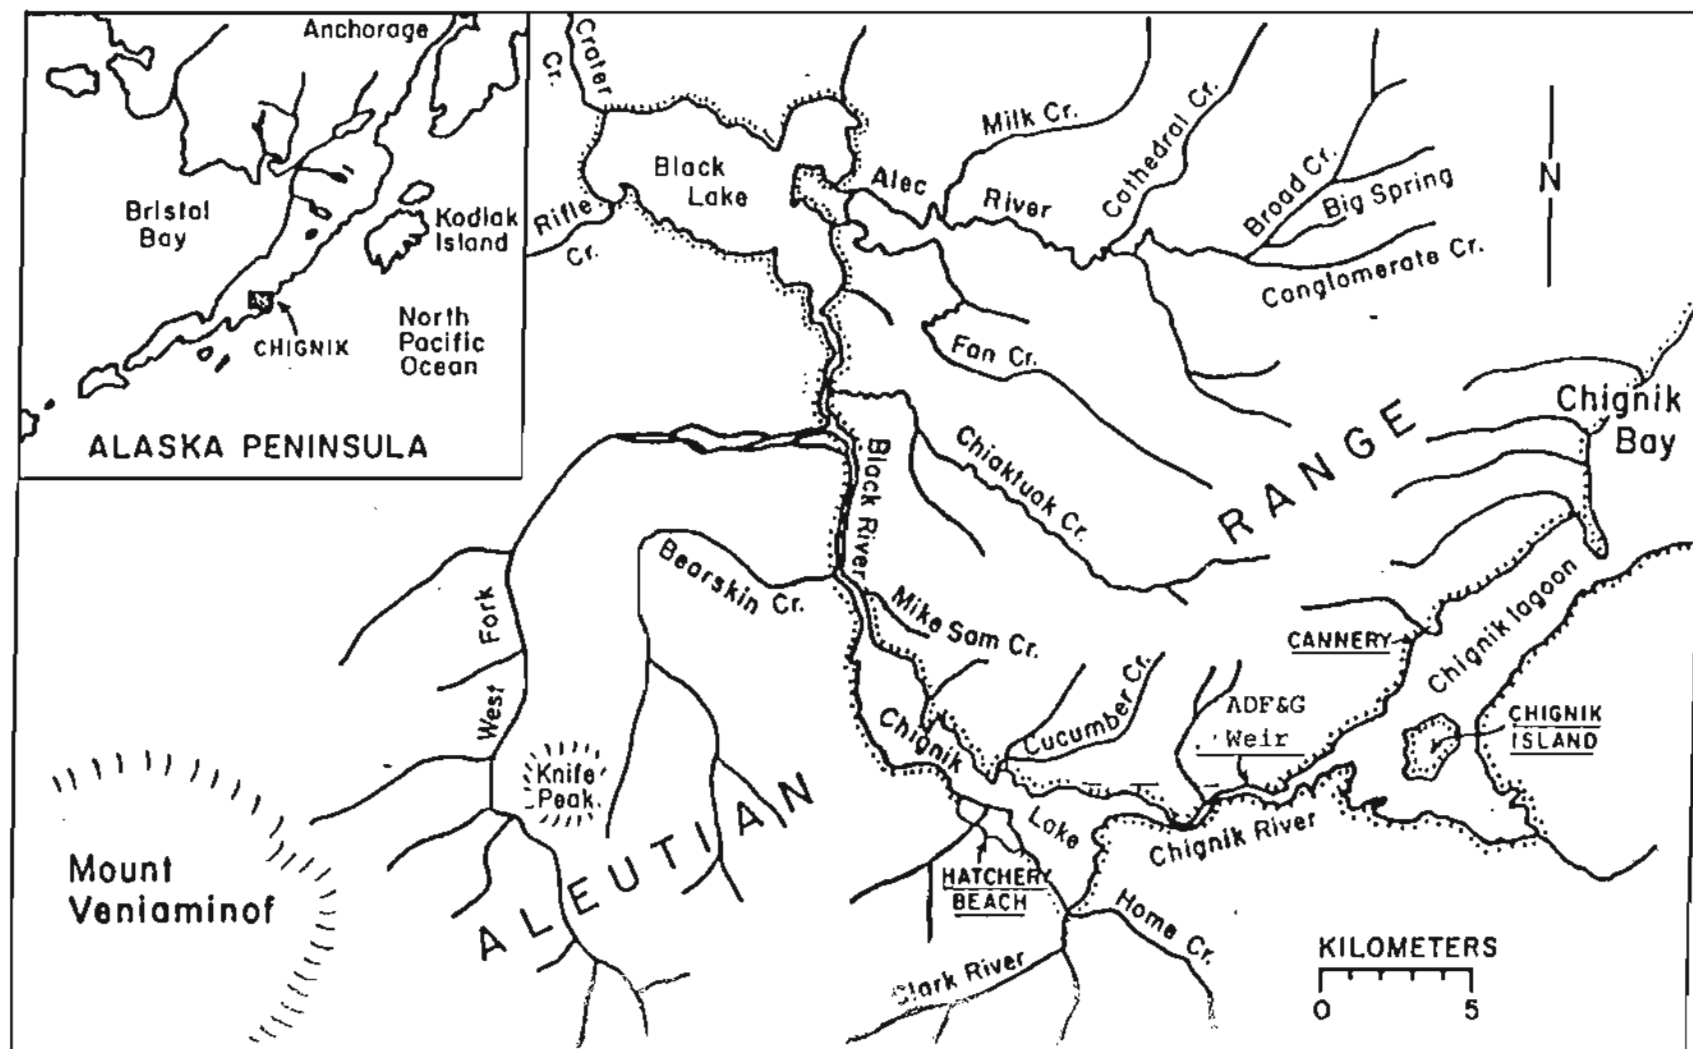 Anchorage
Bristol
Bay
Kodiak
Island
North
Pacific
Ocean
CHIGNIK
ALASKA PENINSULA
Crater
Cr.
Black
Lake
Rifle
Cr.
Alec
River
Milk Cr.
Cathedral Cr.
Broad Cr.
Big Spring
Conglomerate Cr.
N
Fan Cr.
Chiaktuak Cr.
Black River
RANGE
Chignik
Bay
Bearskin Cr.
Mike Sam Cr.
West Fork
Cucumber Cr.
CANNERY
Chignik lagoon
ADF&G
Weir
CHIGNIK
ISLAND
Chignik
Lake
Chignik River
Knife
Peak
ALEUTIAN
Mount
Veniaminof
HATCHERY
BEACH
Home Cr.
Clark River
KILOMETERS
0 5